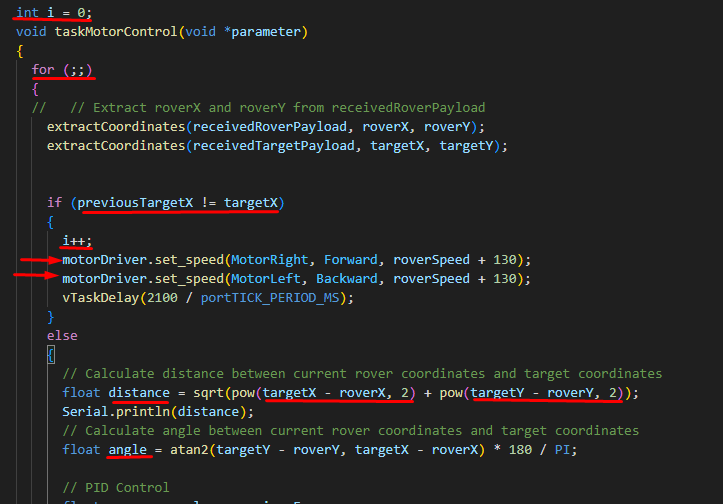 int i = 0;
void taskMotorControl(void *parameter)
{
for (;;)
{
//   // Extract roverX and roverY from receivedRoverPayload
extractCoordinates(receivedRoverPayload, roverX, roverY);
extractCoordinates(receivedTargetPayload, targetX, targetY);
if (previousTargetX != targetX)
{
i++;
motorDriver.set_speed(MotorRight, Forward, roverSpeed + 130);
motorDriver.set_speed(MotorLeft, Backward, roverSpeed + 130);
vTaskDelay(2100 / portTICK_PERIOD_MS);
}
else
{
// Calculate distance between current rover coordinates and target coordinates
float distance = sqrt(pow(targetX - roverX, 2) + pow(targetY - roverY, 2));
Serial.println(distance);
// Calculate angle between current rover coordinates and target coordinates
float angle = atan2(targetY - roverY, targetX - roverX) * 180 / PI;
// PID Control